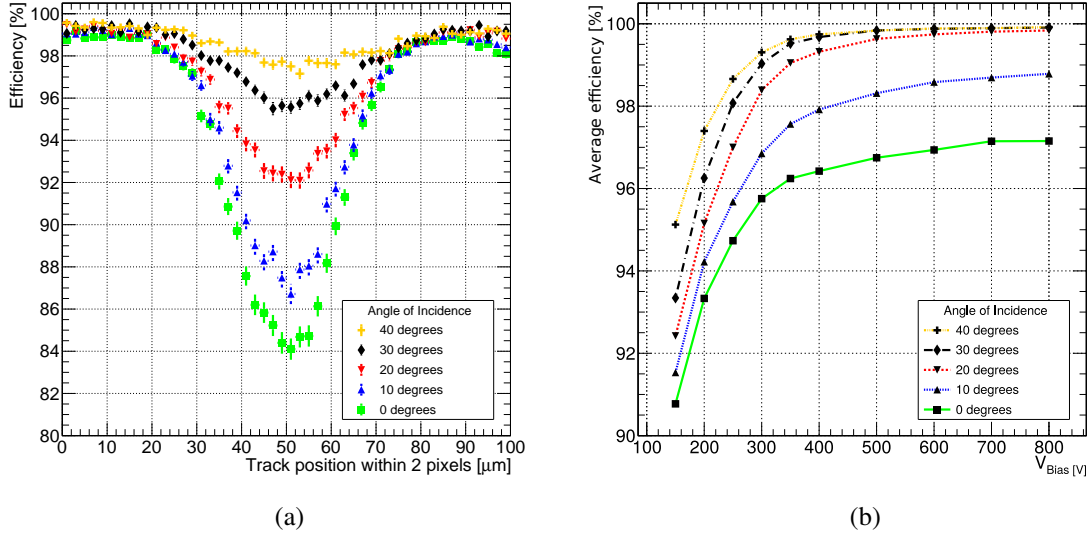 Efficiency [%]
100
98
96
94
92
90
88
86
84
82
80
0 10 20 30 40 50 60 70 80 90 100
Track position within 2 pixels [μm]
Angle of Incidence
40 degrees
30 degrees
20 degrees
10 degrees
0 degrees
(a)
Average efficiency [%]
100
98
96
94
92
90
100 200 300 400 500 600 700 800
V Bias [V]
Angle of Incidence
40 degrees
30 degrees
20 degrees
10 degrees
0 degrees
(b)